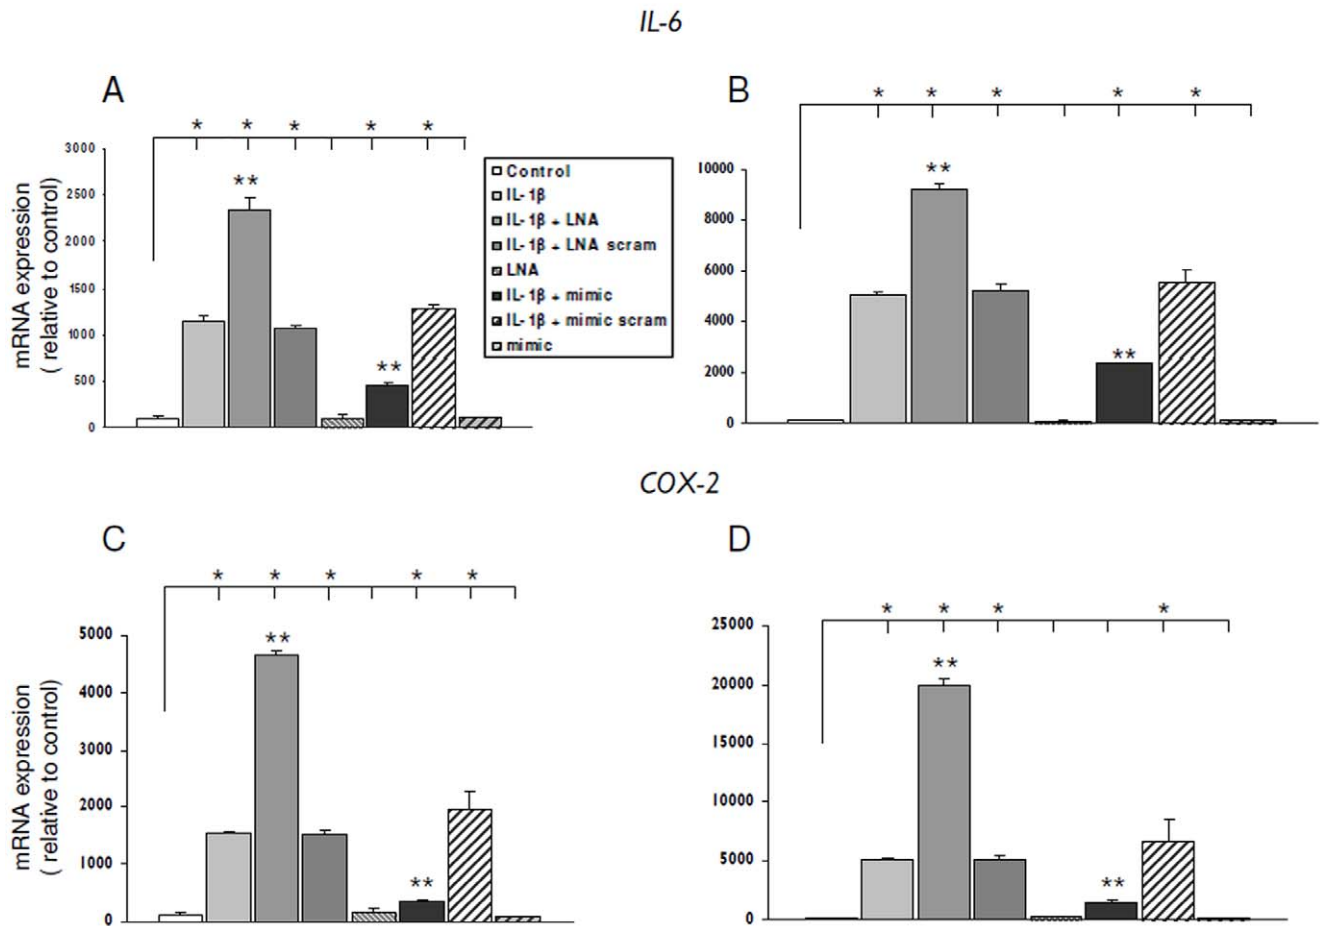 IL-6
A
* * * * *
3000
2500
2000
1500
1000
500
0
mRNA expression
( relative to control)
**
**
Control
IL-1β
IL-1β + LNA
IL-1β + LNA scram
LNA
IL-1β + mimic
IL-1β + mimic scram
mimic
B
* * * * *
10000
8000
6000
4000
2000
0
**
**
COX-2
C
* * * * *
5000
4000
3000
2000
1000
0
mRNA expression
( relative to control)
**
**
D
* * * *
25000
20000
15000
10000
5000
0
**
**